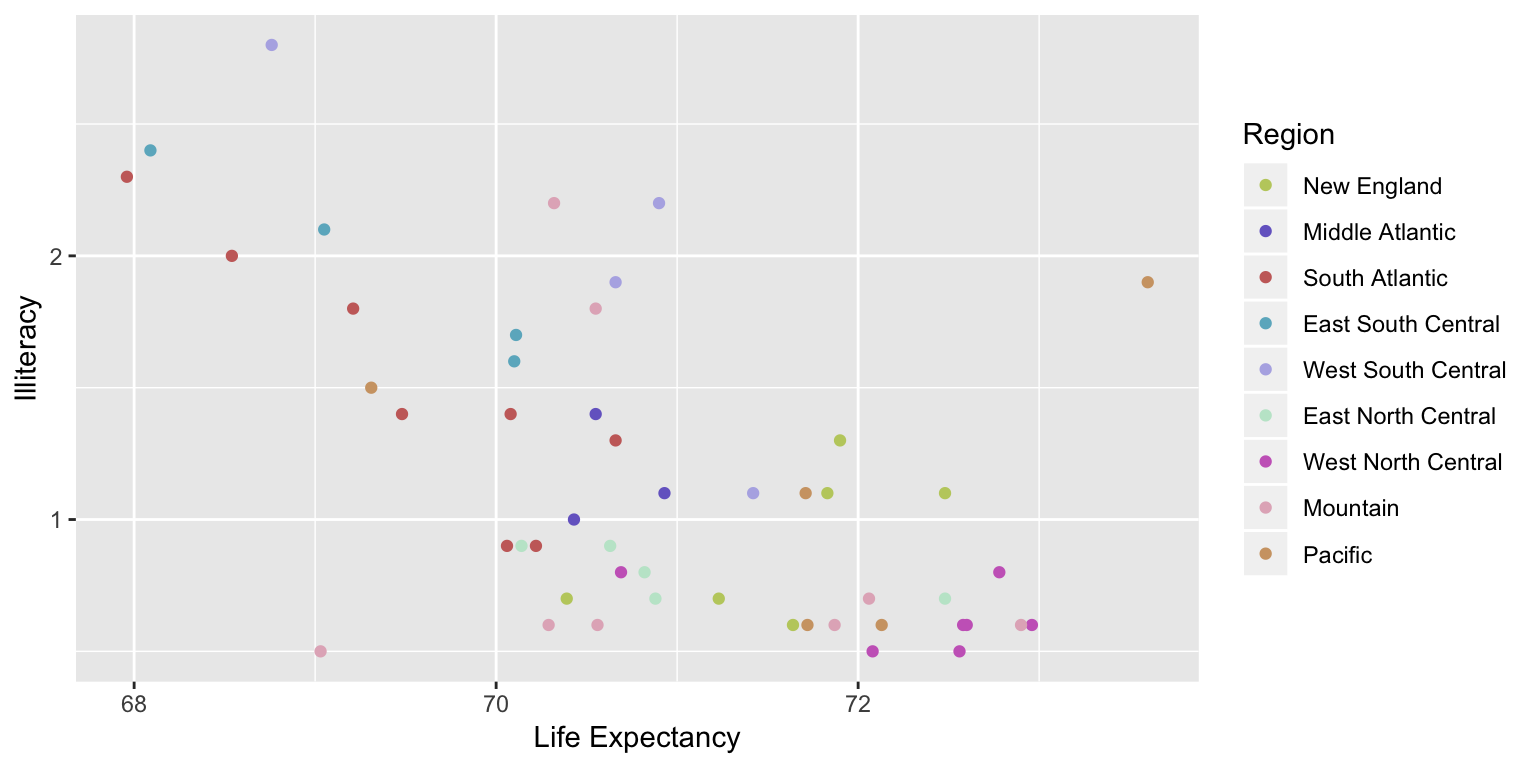 Illiteracy
2
1
68 70 72
Life Expectancy
Region
New England
Middle Atlantic
South Atlantic
East South Central
West South Central
East North Central
West North Central
Mountain
Pacific